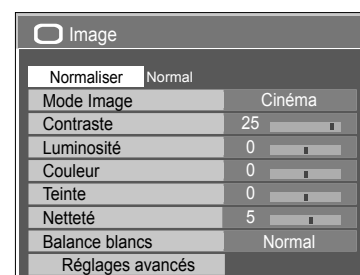 Image
Normaliser Normal
Mode Image Cinéma
Contraste 25
Luminosité 0
Couleur 0
Teinte 0
Netteté 5
Balance blancs Normal
Réglages avancés